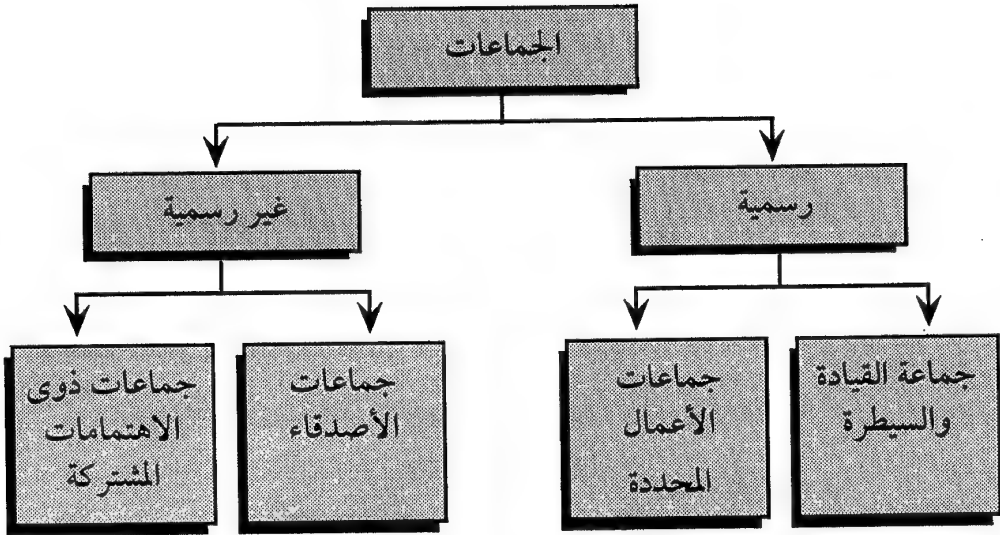 الجماعات
رسمية
غير رسمية
جماعة القيادة
والسيطرة
جماعات
الأعمال
المحددة
جماعات
الأصدقاء
جماعات ذوى
الاهتمامات
المشتركة